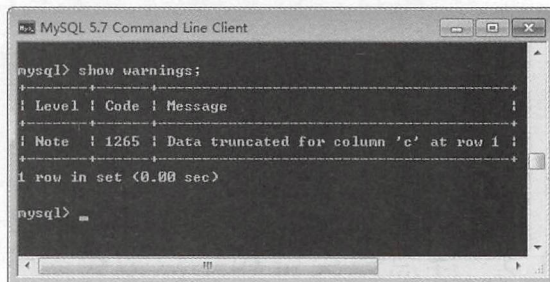 MySQL 5.7 Command Line Client
mysql> show warnings;
+-------+------+----------------------------------------+
| Level | Code | Message                                |
+-------+------+----------------------------------------+
| Note  | 1265 | Data truncated for column 'c' at row 1 |
+-------+------+----------------------------------------+
1 row in set (0.00 sec)
mysql> _